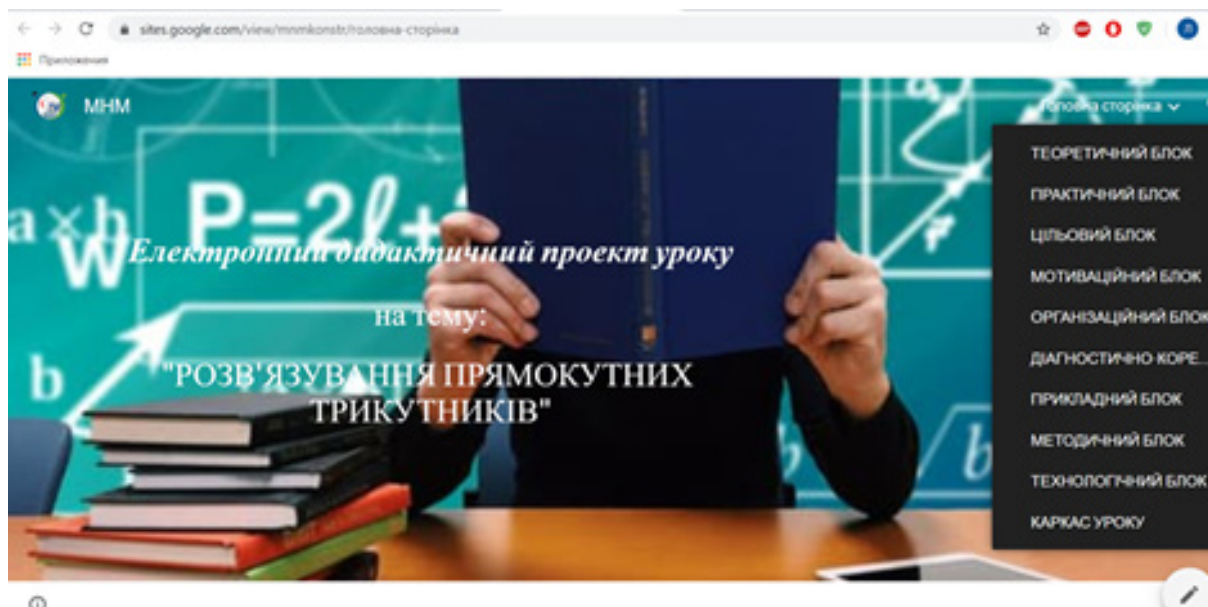 sites.google.com/view/mnmkonstr/головна-сторінка
Приложения
МНМ
Головна сторінка
a×b
P=2ℓ+
W
b
Електронний дидактичний проект уроку
на тему:
"РОЗВ'ЯЗУВАННЯ ПРЯМОКУТНИХ
ТРИКУТНИКІВ"
b
ТЕОРЕТИЧНИЙ БЛОК
ПРАКТИЧНИЙ БЛОК
ЦІЛЬОВИЙ БЛОК
МОТИВАЦІЙНИЙ БЛОК
ОРГАНІЗАЦІЙНИЙ БЛОК
ДІАГНОСТИЧНО КОРЕ...
ПРИКЛАДНИЙ БЛОК
МЕТОДИЧНИЙ БЛОК
ТЕХНОЛОГІЧНИЙ БЛОК
КАРКАС УРОКУ